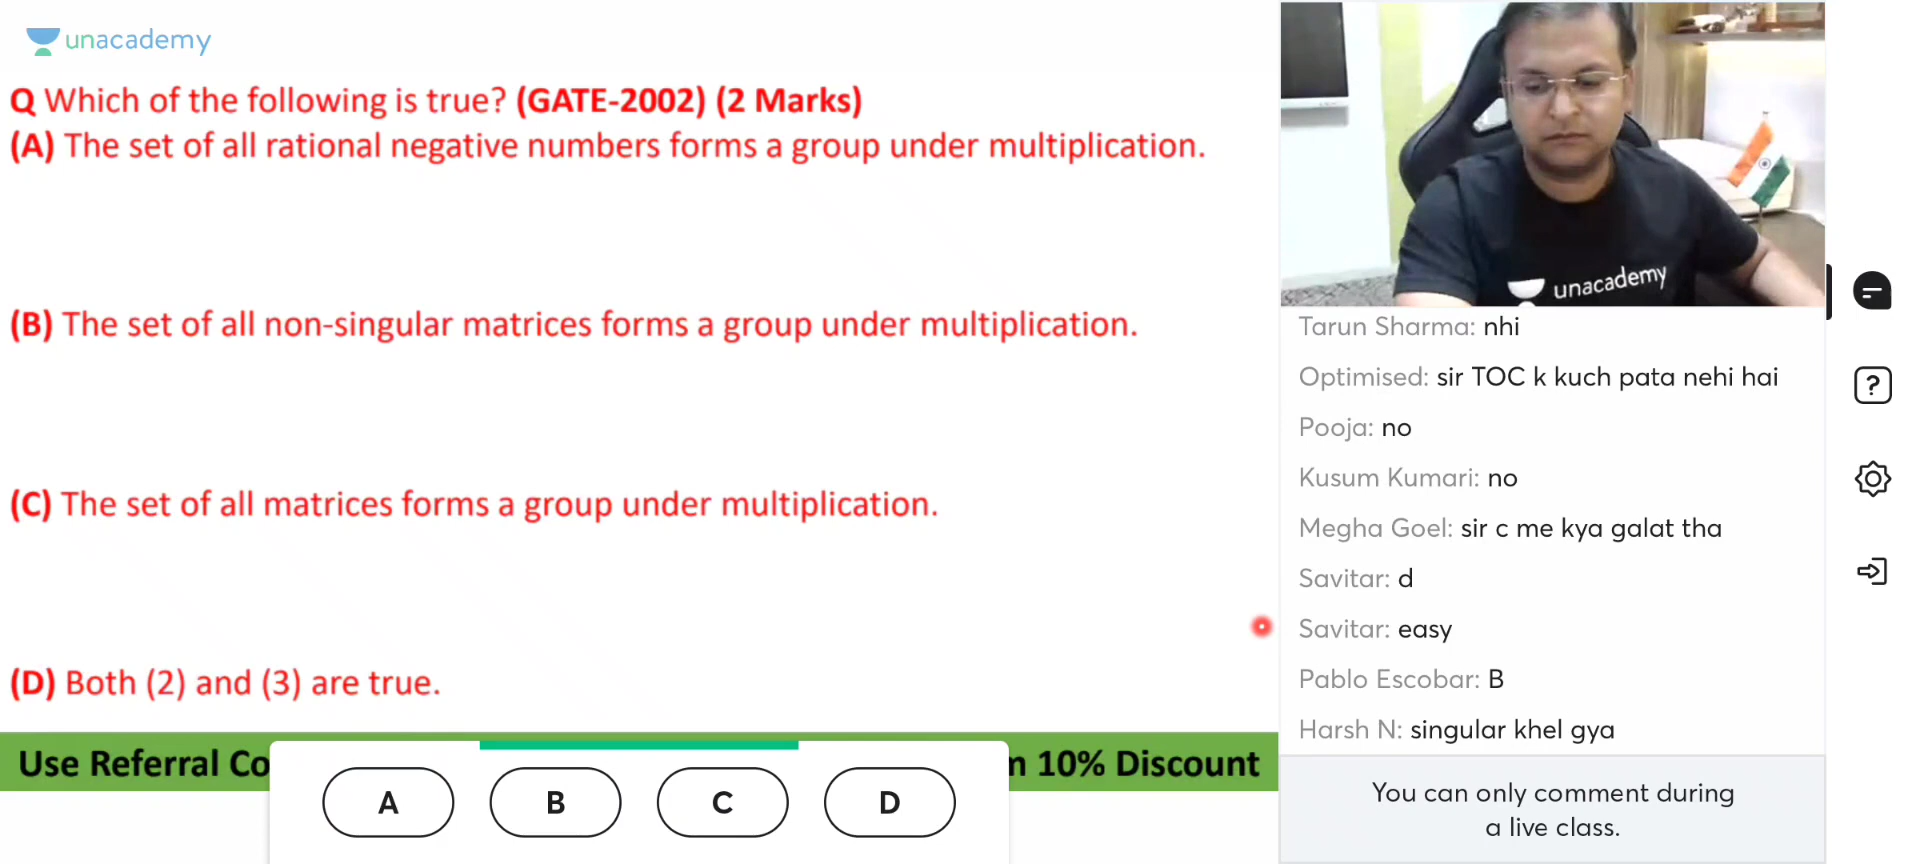 unacademy
Q Which of the following is true? (GATE-2002) (2 Marks)
(A) The set of all rational negative numbers forms a group under multiplication.
(B) The set of all non-singular matrices forms a group under multiplication.
(C) The set of all matrices forms a group under multiplication.
(D) Both (2) and (3) are true.
Use Referral Co
10% Discount
A
B
C
D
unacademy
Tarun Sharma: nhi
Optimised: sir TOC k kuch pata nehi hai
Pooja: no
Kusum Kumari: no
Megha Goel: sir c me kya galat tha
Savitar: d
Savitar: easy
Pablo Escobar: B
Harsh N: singular khel gya
You can only comment during
a live class.
?